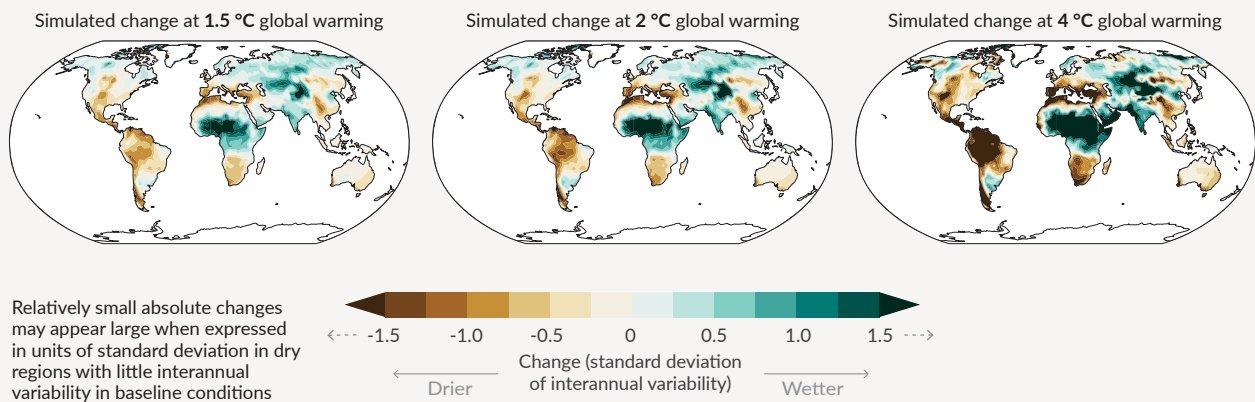 Simulated change at 1.5 °C global warming
Simulated change at 2 °C global warming
Simulated change at 4 °C global warming
Relatively small absolute changes
may appear large when expressed
in units of standard deviation in dry
regions with little interannual
variability in baseline conditions
-1.5 -1.0 -0.5 0 0.5 1.0 1.5
Change (standard deviation
of interannual variability)
Drier
Wetter